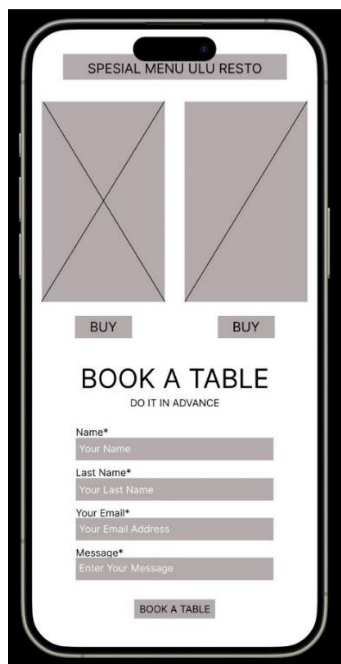 SPESIAL MENU ULU RESTO
BUY BUY
BOOK A TABLE
DO IT IN ADVANCE
Name*
Your Name
Last Name*
Your Last Name
Your Email*
Your Email Address
Message*
Enter Your Message
BOOK A TABLE